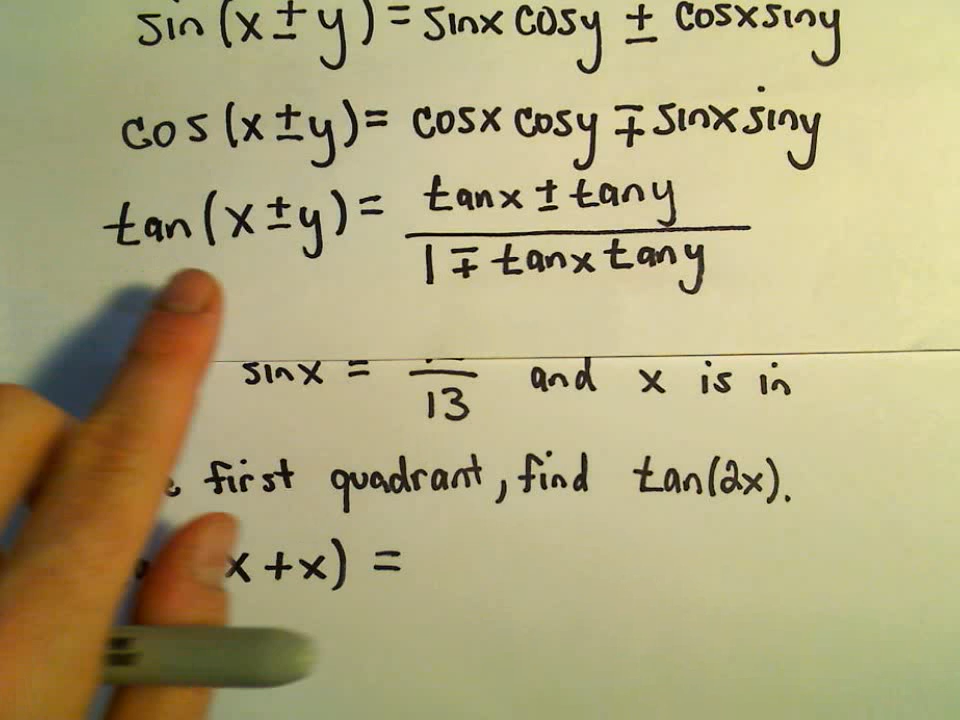 sin(x ± y) = sinx cosy ± cosx siny
cos(x ± y) = cosx cosy ∓ sinx siny
tan(x ± y) = tanx ± tany
1 ∓ tanx tany
sinx = 13 and x is in
first quadrant, find tan(2x).
x + x) =